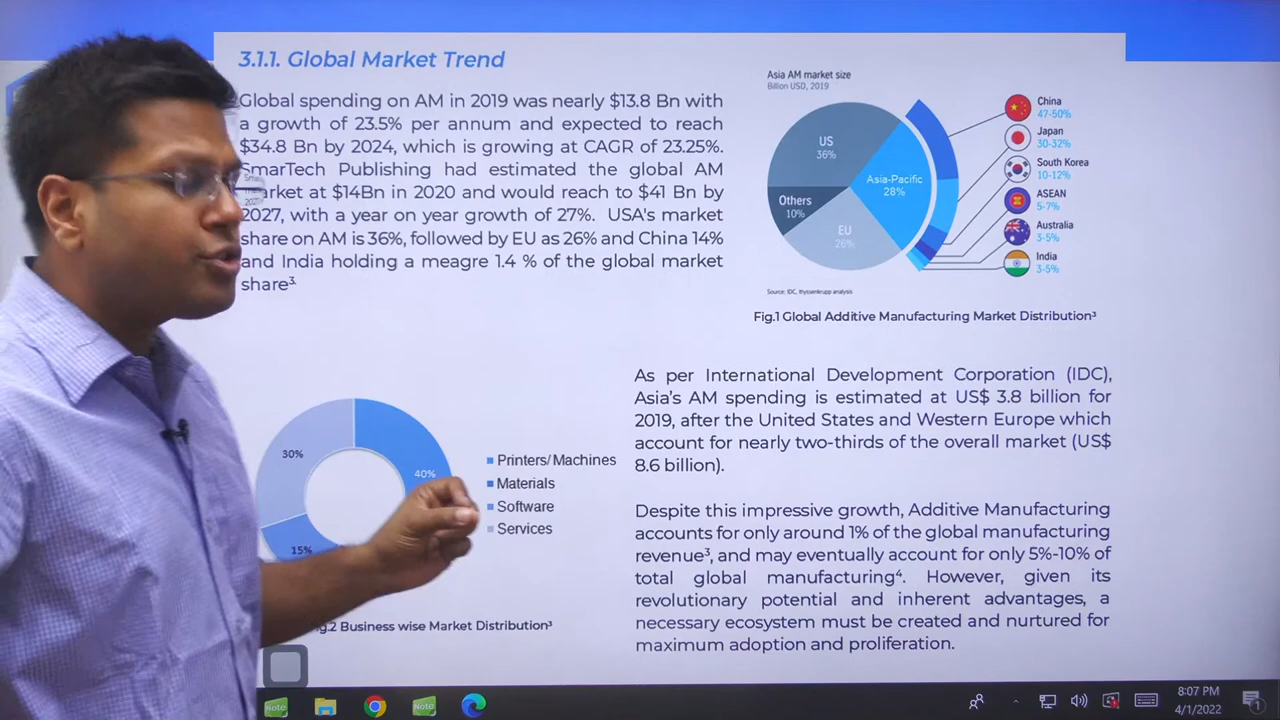 3.1.1. Global Market Trend
Global spending on AM in 2019 was nearly $13.8 Bn with
a growth of 23.5% per annum and expected to reach
$34.8 Bn by 2024, which is growing at CAGR of 23.25%.
SmarTech Publishing had estimated the global AM
market at $14Bn in 2020 and would reach to $41 Bn by
2027, with a year on year growth of 27%. USA's market
share on AM is 36%, followed by EU as 26% and China 14%
and India holding a meagre 1.4 % of the global market
share³.
Asia AM market size
Billion USD, 2019
US
36%
Asia-Pacific
28%
Others
10%
EU
26%
China
47-50%
Japan
30-32%
South Korea
10-12%
ASEAN
5-7%
Australia
3-5%
India
3-5%
Source: IDC, thyssenkrupp analysis
Fig.1 Global Additive Manufacturing Market Distribution³
30%
40%
15%
Printers/Machines
Materials
Software
Services
g.2 Business wise Market Distribution³
As per International Development Corporation (IDC),
Asia's AM spending is estimated at US$ 3.8 billion for
2019, after the United States and Western Europe which
account for nearly two-thirds of the overall market (US$
8.6 billion).
Despite this impressive growth, Additive Manufacturing
accounts for only around 1% of the global manufacturing
revenue³, and may eventually account for only 5%-10% of
total global manufacturing⁴. However, given its
revolutionary potential and inherent advantages, a
necessary ecosystem must be created and nurtured for
maximum adoption and proliferation.
Note
Note
8:07 PM
4/1/2022
1